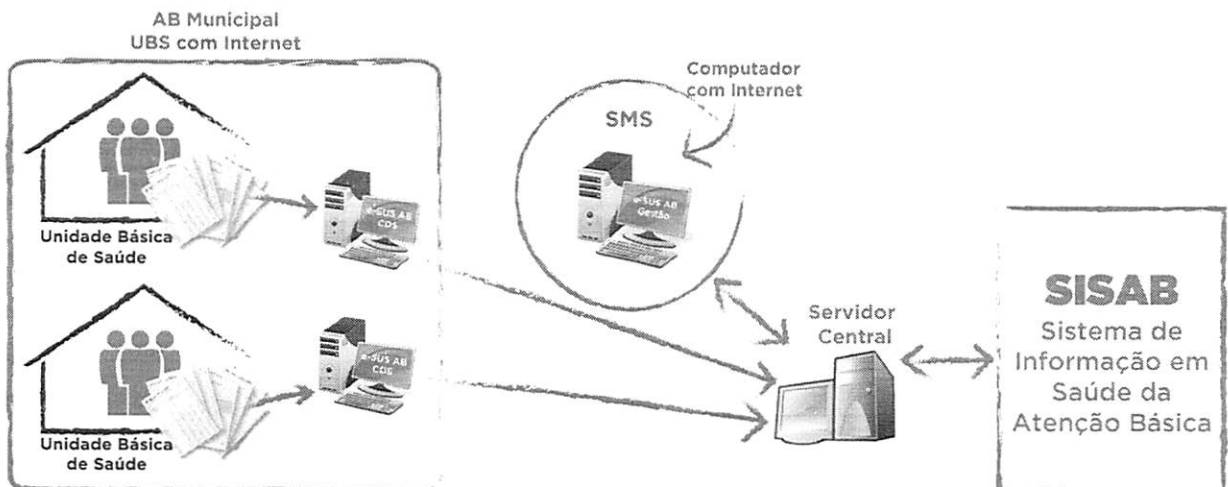 AB Municipal
UBS com Internet
Unidade Básica
de Saúde
e-SUS AB
CDS
Unidade Básica
de Saúde
e-SUS AB
CDS
Computador
com Internet
SMS
e-SUS AB
Gestão
Servidor
Central
SISAB
Sistema de
Informação em
Saúde da
Atenção Básica